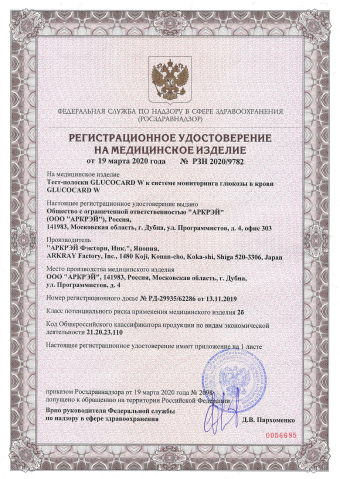 ФЕДЕРАЛЬНАЯ СЛУЖБА ПО НАДЗОРУ В СФЕРЕ ЗДРАВООХРАНЕНИЯ
(РОСЗДРАВНАДЗОР)
РЕГИСТРАЦИОННОЕ УДОСТОВЕРЕНИЕ
НА МЕДИЦИНСКОЕ ИЗДЕЛИЕ
от 19 марта 2020 года № РЗН 2020/9782
На медицинское изделие
Тест-полоски GLUCOCARD W к системе мониторинга глюкозы в крови
GLUCOCARD W
Настоящее регистрационное удостоверение выдано
Общество с ограниченной ответственностью "АРКРЭЙ"
(ООО "АРКРЭЙ"), Россия,
141983, Московская область, г. Дубна, ул. Программистов, д. 4, офис 303
Производитель
"АРКРЭЙ Фэктори, Инк.", Япония,
ARKRAY Factory, Inc., 1480 Koji, Konan-cho, Koka-shi, Shiga 520-3306, Japan
Место производства медицинского изделия
ООО "АРКРЭЙ", 141983, Россия, Московская область, г. Дубна,
ул. Программистов, д. 4
Номер регистрационного досье № РД-29935/62286 от 13.11.2019
Класс потенциального риска применения медицинского изделия 2б
Код Общероссийского классификатора продукции по видам экономической
деятельности 21.20.23.110
Настоящее удостоверение имеет приложение на 1 листе
приказом Росздравнадзора от 19 марта 2020 года №
допущено к обращению на территории Российской Федерации.
Врио руководителя Федеральной службы
по надзору в сфере здравоохранения
Д.В. Пархоменко
0056695